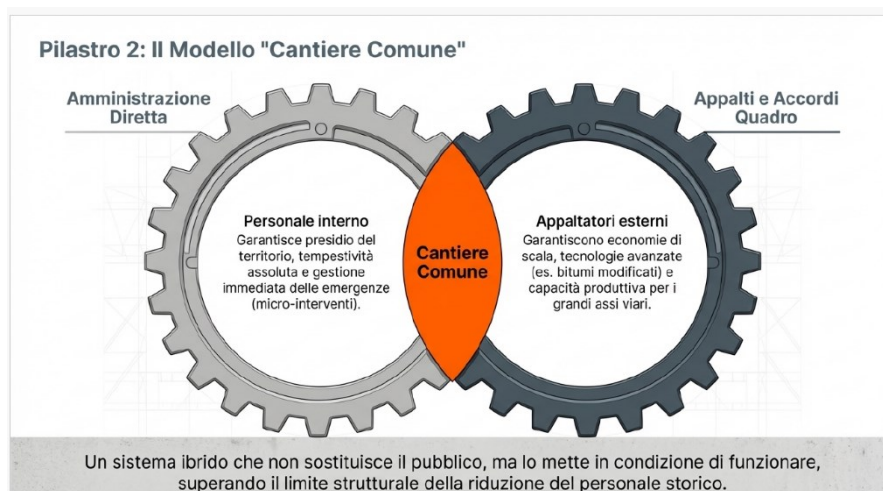 Pilastro 2: Il Modello "Cantiere Comune"
Amministrazione
Diretta
Appalti e Accordi
Quadro
Personale interno
Garantisce presidio del
territorio, tempestività
assoluta e gestione
immediata delle emergenze
(micro-interventi).
Cantiere
Comune
Appaltatori esterni
Garantiscono economie di
scala, tecnologie avanzate
(es. bitumi modificati) e
capacità produttiva per i
grandi assi viari.
Un sistema ibrido che non sostituisce il pubblico, ma lo mette in condizione di funzionare,
superando il limite strutturale della riduzione del personale storico.